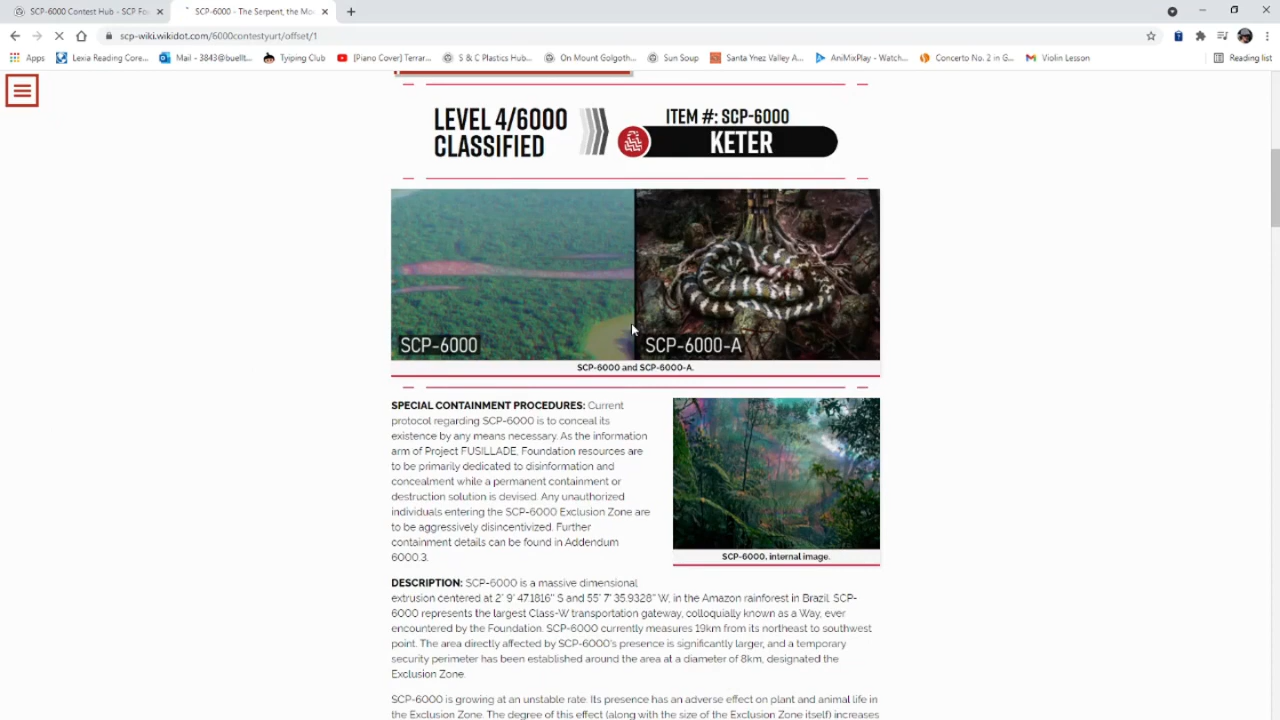 SCP-6000 Contest Hub - SCP Fo
SCP-6000 - The Serpent, the Mo
scp-wiki.wikidot.com/6000contestyurt/offset/1
Apps
Lexia Reading Core...
Mail - 3843@buellt...
Tyiping Club
[Piano Cover] Terrar...
S & C Plastics Hub...
On Mount Golgoth...
Sun Soup
Santa Ynez Valley A...
AniMixPlay - Watch...
Concerto No. 2 in G...
Violin Lesson
Reading list
LEVEL 4/6000
CLASSIFIED
ITEM #: SCP-6000
KETER
SCP-6000
SCP-6000-A
SCP-6000 and SCP-6000-A.
SPECIAL CONTAINMENT PROCEDURES: Current
protocol regarding SCP-6000 is to conceal its
existence by any means necessary. As the information
arm of Project FUSILLADE, Foundation resources are
to be primarily dedicated to disinformation and
concealment while a permanent containment or
destruction solution is devised. Any unauthorized
individuals entering the SCP-6000 Exclusion Zone are
to be aggressively disincentivized. Further
containment details can be found in Addendum
6000.3.
SCP-6000, internal image.
DESCRIPTION: SCP-6000 is a massive dimensional
extrusion centered at 2° 9' 47.1816'' S and 55° 7' 35.9328'' W, in the Amazon rainforest in Brazil. SCP-
6000 represents the largest Class-W transportation gateway, colloquially known as a Way, ever
encountered by the Foundation. SCP-6000 currently measures 19km from its northeast to southwest
point. The area directly affected by SCP-6000's presence is significantly larger, and a temporary
security perimeter has been established around the area at a diameter of 8km, designated the
Exclusion Zone.
SCP-6000 is growing at an unstable rate. Its presence has an adverse effect on plant and animal life in
the Exclusion Zone. The degree of this effect (along with the size of the Exclusion Zone itself) increases